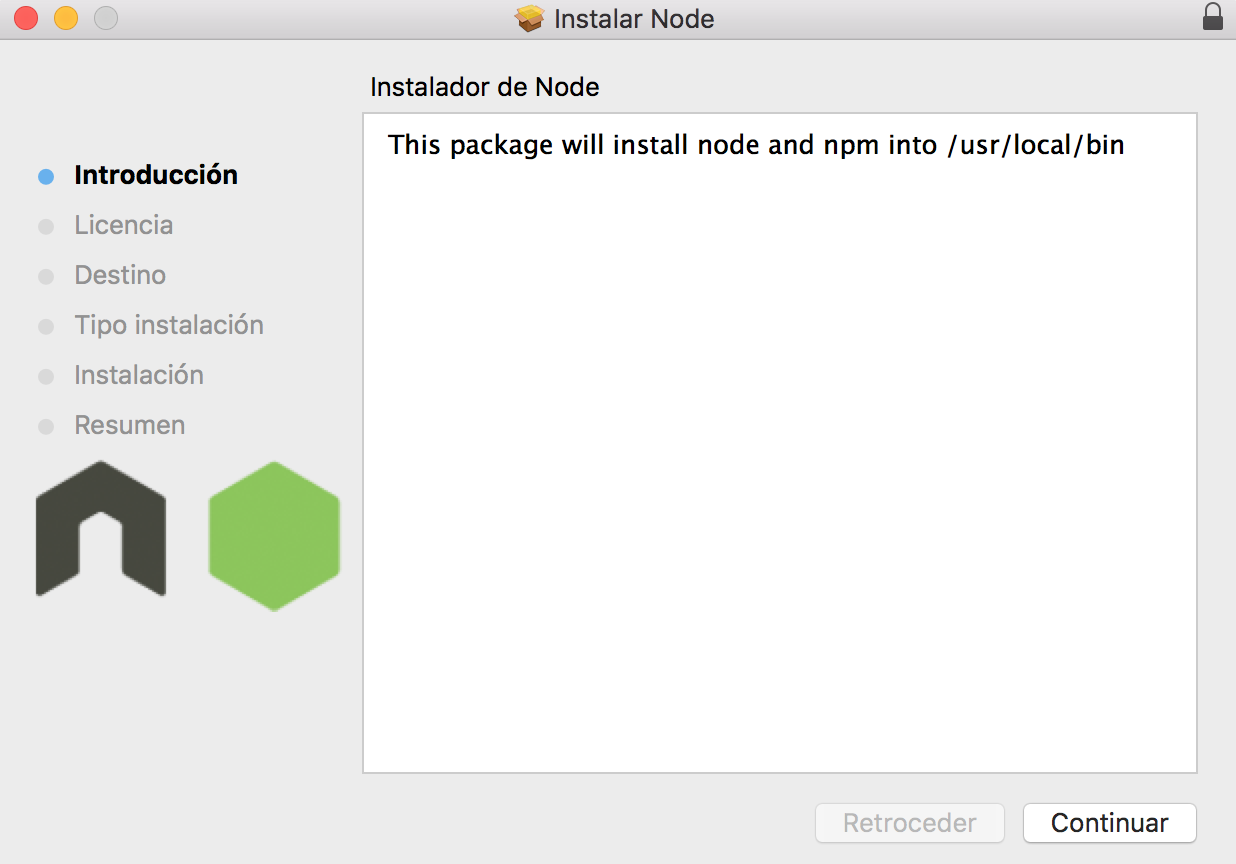 Instalar Node
Instalador de Node
This package will install node and npm into /usr/local/bin
Introducción
Licencia
Destino
Tipo instalación
Instalación
Resumen
Retroceder
Continuar